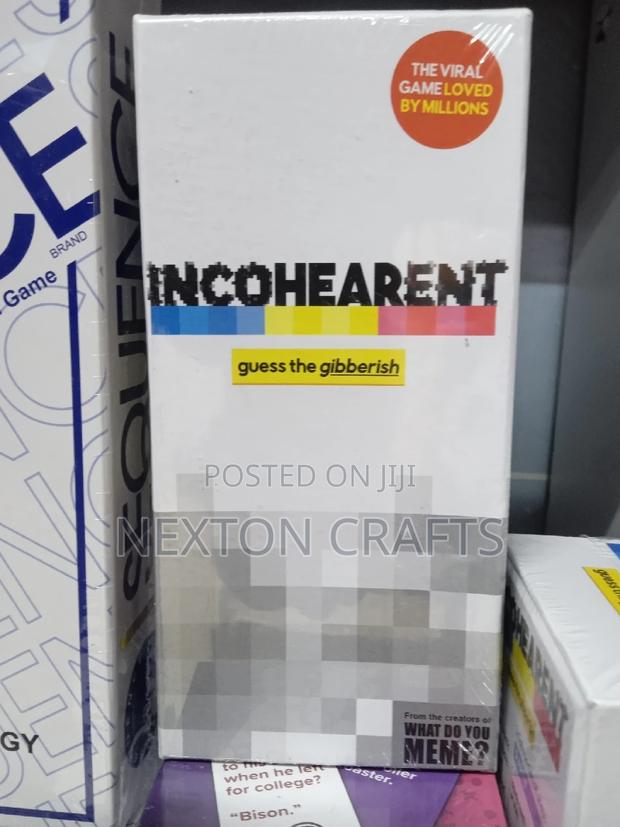 THE VIRAL
GAME LOVED
BY MILLIONS
INCOHEARENT
guess the gibberish
POSTED ON JIJI
NEXTON CRAFTS
From the creators of
WHAT DO YOU
MEME?
when he left
for college?
"Bison."
CE
BRAND
Game
SEQUENCE
GY